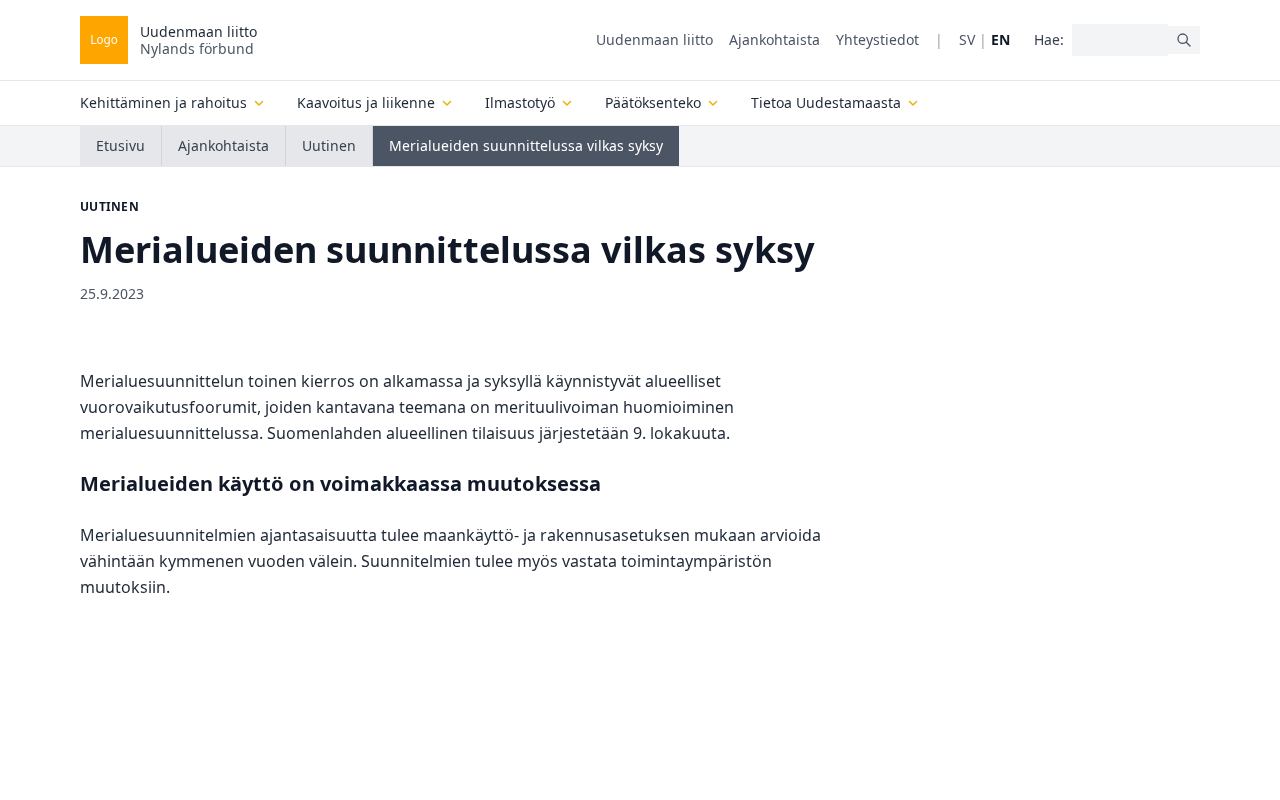 Logo
Uudenmaan liitto
Nylands förbund
Uudenmaan liitto Ajankohtaista Yhteystiedot | SV | EN Hae:
Kehittäminen ja rahoitus Kaavoitus ja liikenne Ilmastotyö Päätöksenteko Tietoa Uudestamaasta
Etusivu Ajankohtaista Uutinen Merialueiden suunnittelussa vilkas syksy
UUTINEN
Merialueiden suunnittelussa vilkas syksy
25.9.2023
Merialuesuunnittelun toinen kierros on alkamassa ja syksyllä käynnistyvät alueelliset
vuorovaikutusfoorumit, joiden kantavana teemana on merituulivoiman huomioiminen
merialuesuunnittelussa. Suomenlahden alueellinen tilaisuus järjestetään 9. lokakuuta.
Merialueiden käyttö on voimakkaassa muutoksessa
Merialuesuunnitelmien ajantasaisuutta tulee maankäyttö- ja rakennusasetuksen mukaan arvioida
vähintään kymmenen vuoden välein. Suunnitelmien tulee myös vastata toimintaympäristön
muutoksiin.